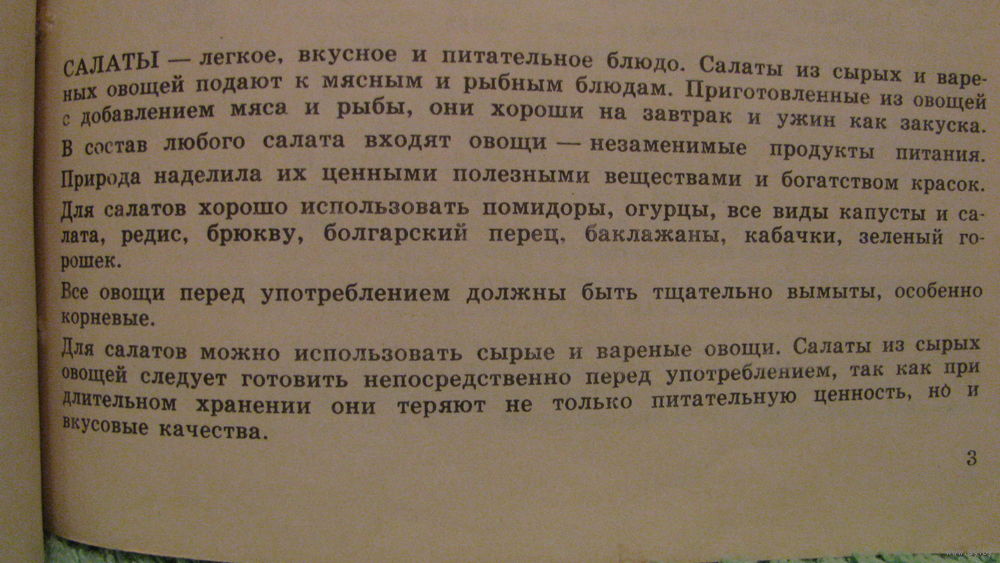 САЛАТЫ — легкое, вкусное и питательное блюдо. Салаты из сырых и варе-
ных овощей подают к мясным и рыбным блюдам. Приготовленные из овощей
с добавлением мяса и рыбы, они хороши на завтрак и ужин как закуска.
В состав любого салата входят овощи — незаменимые продукты питания.
Природа наделила их ценными полезными веществами и богатством красок.
Для салатов хорошо использовать помидоры, огурцы, все виды капусты и са-
лата, редис, брюкву, болгарский перец, баклажаны, кабачки, зеленый го-
рошек.
Все овощи перед употреблением должны быть тщательно вымыты, особенно
корневые.
Для салатов можно использовать сырые и вареные овощи. Салаты из сырых
овощей следует готовить непосредственно перед употреблением, так как при
длительном хранении они теряют не только питательную ценность, но и
вкусовые качества.
3